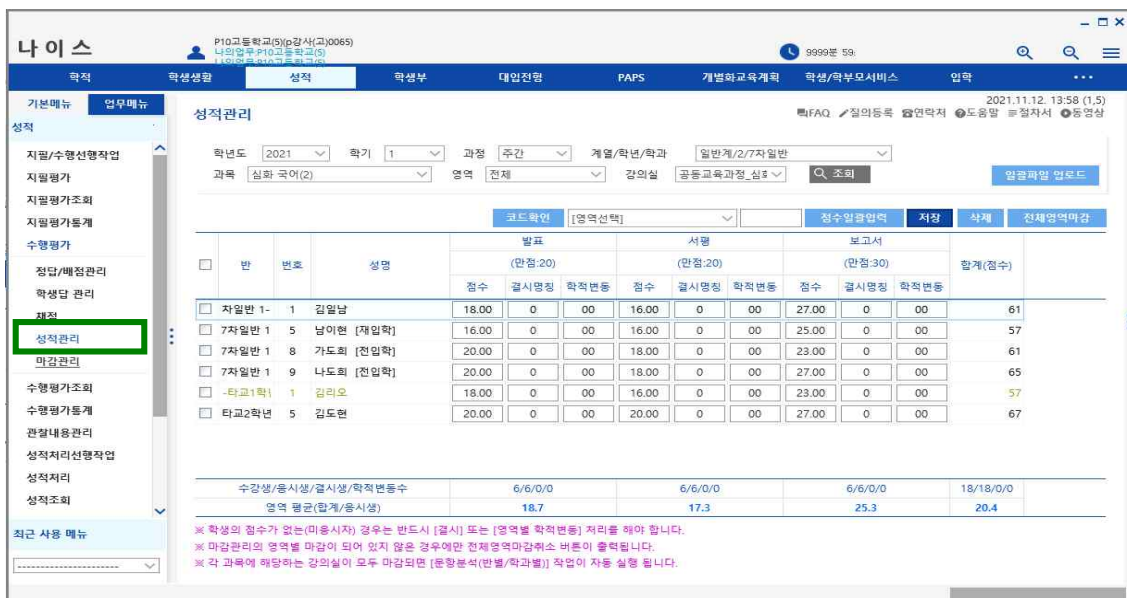 나이스
P10고등학교(5)(p강사(고)0065)
나의업무:P10고등학교(5)
9999분 59
학적 학생생활 성적 학생부 대입전형 PAPS 개별화교육계획 학생/학부모서비스 입학 ...
기본메뉴 업무메뉴
2021.11.12. 13:58 (1,5)
성적관리
FAQ 질의등록 연락처 도움말 절차서 동영상
성적
지필/수행선행작업
지필평가
지필평가조회
지필평가통계
수행평가
정답/배점관리
학생답 관리
채점
성적관리
마감관리
수행평가조회
수행평가통계
관찰내용관리
성적처리선행작업
성적처리
성적조회
최근 사용 메뉴
----------------------
학년도 2021 학기 1 과정 주간 계열/학년/학과 일반계/2/7차일반
과목 심화 국어(2) 영역 전체 강의실 공동교육과정_심 조회 일괄파일 업로드
코드확인 [영역선택] 점수일괄입력 저장 삭제 전체영역마감
발표 서평 보고서
반 번호 성명 (만점:20) (만점:20) (만점:30) 합계(점수)
점수 결시명칭 학적변동 점수 결시명칭 학적변동 점수 결시명칭 학적변동
차일반 1- 1 김일남 18.00 0 00 16.00 0 00 27.00 0 00 61
7차일반 1 5 남이현 [재입학] 16.00 0 00 16.00 0 00 25.00 0 00 57
7차일반 1 8 가도희 [전입학] 20.00 0 00 18.00 0 00 23.00 0 00 61
7차일반 1 9 나도희 [전입학] 20.00 0 00 18.00 0 00 27.00 0 00 65
-타교1학 1 김리오 18.00 0 00 16.00 0 00 23.00 0 00 57
타교2학년 5 김도현 20.00 0 00 20.00 0 00 27.00 0 00 67
수강생/응시생/결시생/학적변동수 6/6/0/0 6/6/0/0 6/6/0/0 18/18/0/0
영역 평균(합계/응시생) 18.7 17.3 25.3 20.4
※ 학생의 점수가 없는(미응시자) 경우는 반드시 [결시] 또는 [영역별 학적변동] 처리를 해야 합니다.
※ 마감관리의 영역별 마감이 되어 있지 않은 경우에만 전체영역마감취소 버튼이 출력됩니다.
※ 각 과목에 해당하는 강의실이 모두 마감되면 [문항분석(반별/학과별)] 작업이 자동 실행 됩니다.